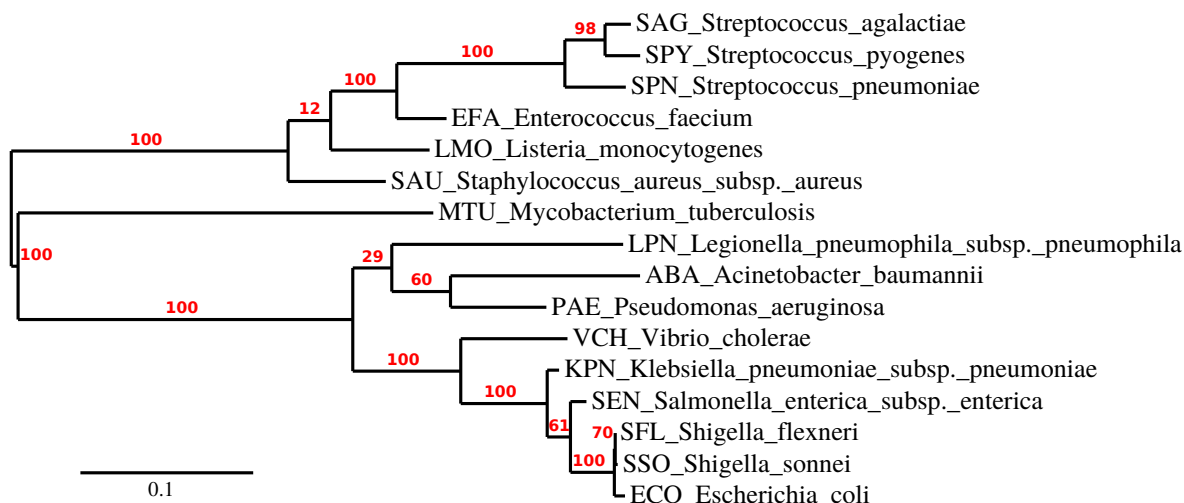 98
SAG_Streptococcus_agalactiae
100
SPY_Streptococcus_pyogenes
100
SPN_Streptococcus_pneumoniae
12
EFA_Enterococcus_faecium
100
LMO_Listeria_monocytogenes
SAU_Staphylococcus_aureus_subsp._aureus
MTU_Mycobacterium_tuberculosis
100
29
LPN_Legionella_pneumophila_subsp._pneumophila
60
ABA_Acinetobacter_baumannii
100
PAE_Pseudomonas_aeruginosa
VCH_Vibrio_cholerae
100
KPN_Klebsiella_pneumoniae_subsp._pneumoniae
100
SEN_Salmonella_enterica_subsp._enterica
61
70
SFL_Shigella_flexneri
100
SSO_Shigella_sonnei
ECO_Escherichia_coli
0.1